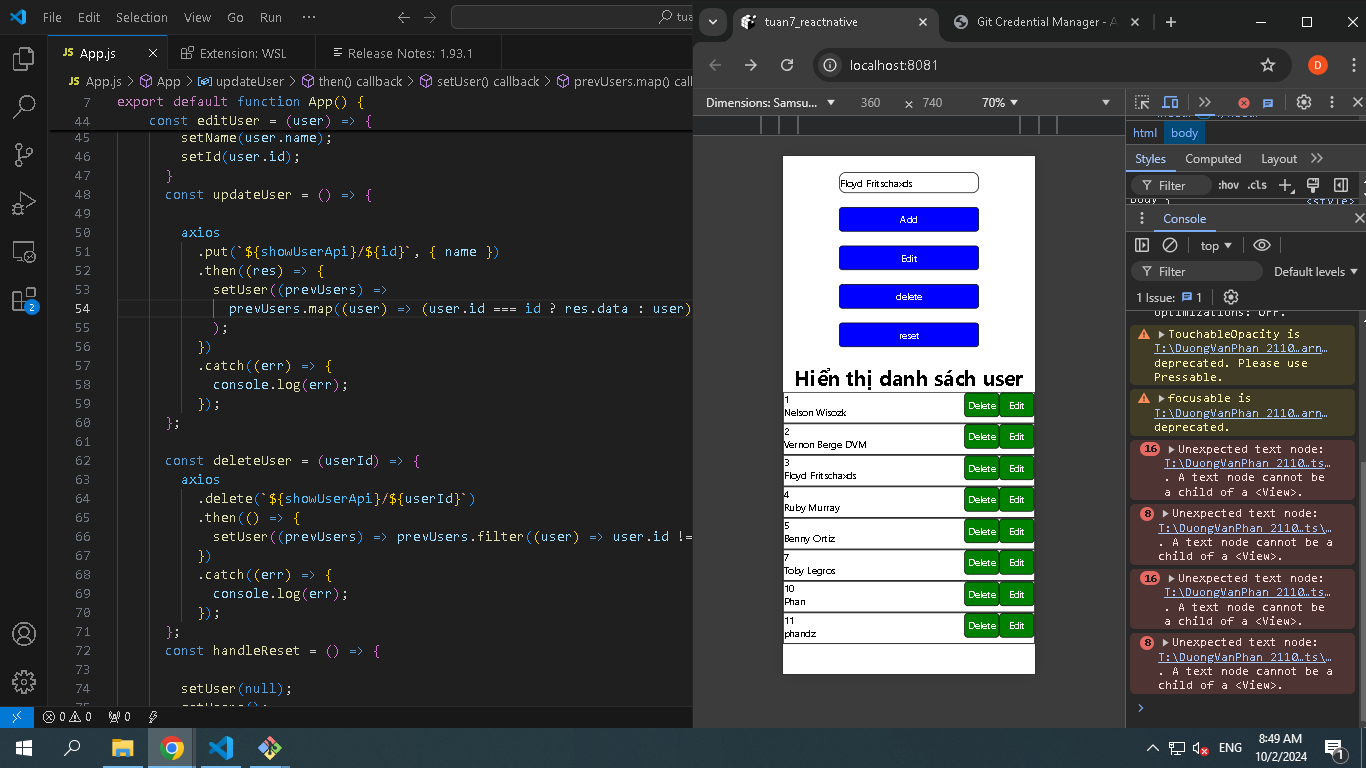 File Edit Selection View Go Run ···
tua
App.js
Extension: WSL
Release Notes: 1.93.1
JS App.js > App > updateUser > then() callback > setUser() callback > prevUsers.map() call
7 export default function App() {
44 const editUser = (user) => {
45 setName(user.name);
46 setId(user.id);
47 }
48 const updateUser = () => {
49
50 axios
51 .put(`${showUserApi}/${id}`, { name })
52 .then((res) => {
53 setUser((prevUsers) =>
54 prevUsers.map((user) => (user.id === id ? res.data : user)
55 );
56 })
57 .catch((err) => {
58 console.log(err);
59 });
60 };
61
62 const deleteUser = (userId) => {
63 axios
64 .delete(`${showUserApi}/${userId}`)
65 .then(() => {
66 setUser((prevUsers) => prevUsers.filter((user) => user.id !=
67 })
68 .catch((err) => {
69 console.log(err);
70 });
71 };
72 const handleReset = () => {
73
74 setUser(null);
2
0 0 0
tuan7_reactnative
Git Credential Manager - A
localhost:8081
D
Dimensions: Samsu... 360 × 740 70%
Floyd Fritschaxds
Add
Edit
delete
reset
Hiển thị danh sách user
1
Nelson Wisozk
Delete Edit
2
Vernon Berge DVM
Delete Edit
3
Floyd Fritschaxds
Delete Edit
4
Ruby Murray
Delete Edit
5
Benny Ortiz
Delete Edit
7
Toby Legros
Delete Edit
10
Phan
Delete Edit
11
phandz
Delete Edit
html body
Styles Computed Layout
Filter :hov .cls
body {
<style>
Console
top
Filter Default levels
1 Issue: 1
optimizations: OFF.
TouchableOpacity is
T:\DuongVanPhan_2110…arn…
deprecated. Please use
Pressable.
focusable is
T:\DuongVanPhan_2110…arn…
deprecated.
16 Unexpected text node:
T:\DuongVanPhan_2110…ts…
. A text node cannot be
a child of a <View>.
8 Unexpected text node:
T:\DuongVanPhan_2110…ts\…
. A text node cannot be a
child of a <View>.
16 Unexpected text node:
T:\DuongVanPhan_2110…ts…
. A text node cannot be
a child of a <View>.
8 Unexpected text node:
T:\DuongVanPhan_2110…ts\…
. A text node cannot be a
child of a <View>.
ENG
8:49 AM
10/2/2024
1